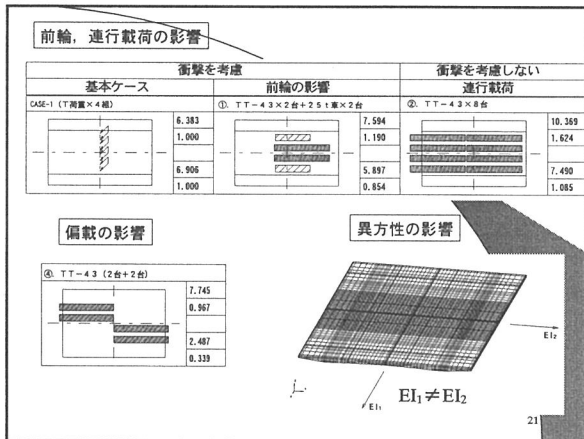 前輪、連行載荷の影響
衝撃を考慮
衝撃を考慮しない
基本ケース
前輪の影響
連行載荷
CASE-1 (T荷重×4組)
①. TT-43×2台+25t車×2台
②. TT-43×8台
6.383
1.000
6.906
1.000
7.594
1.190
5.897
0.854
10.369
1.624
7.490
1.085
偏載の影響
異方性の影響
④. TT-43 (2台+2台)
7.745
0.967
2.487
0.339
EI₂
EI₁
EI₁≠EI₂
21